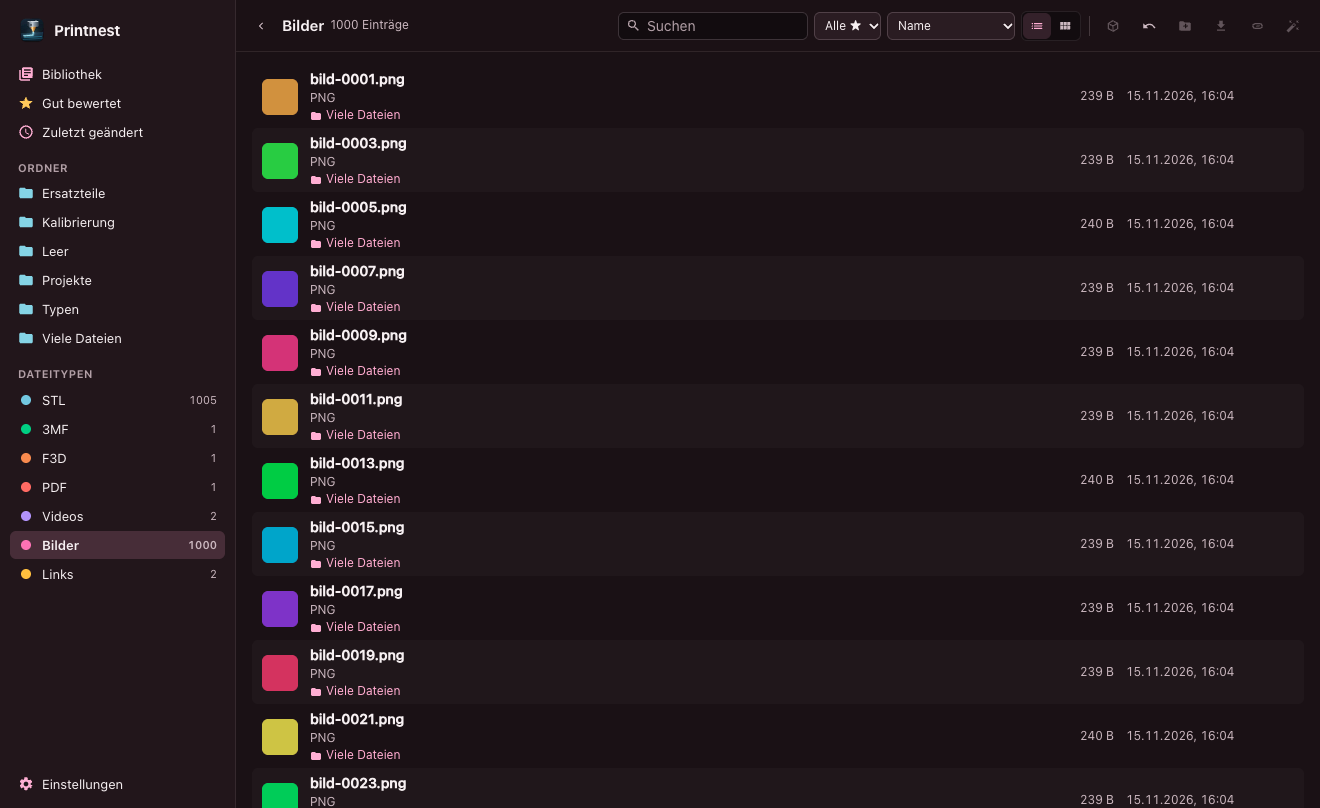 Printnest
Bibliothek
Gut bewertet
Zuletzt geändert
ORDNER
Ersatzteile
Kalibrierung
Leer
Projekte
Typen
Viele Dateien
DATEITYPEN
STL 1005
3MF 1
F3D 1
PDF 1
Videos 2
Bilder 1000
Links 2
Einstellungen
Bilder 1000 Einträge
Suchen
Alle ★
Name
bild-0001.png
PNG
Viele Dateien
239 B 15.11.2026, 16:04
bild-0003.png
PNG
Viele Dateien
239 B 15.11.2026, 16:04
bild-0005.png
PNG
Viele Dateien
240 B 15.11.2026, 16:04
bild-0007.png
PNG
Viele Dateien
239 B 15.11.2026, 16:04
bild-0009.png
PNG
Viele Dateien
239 B 15.11.2026, 16:04
bild-0011.png
PNG
Viele Dateien
239 B 15.11.2026, 16:04
bild-0013.png
PNG
Viele Dateien
240 B 15.11.2026, 16:04
bild-0015.png
PNG
Viele Dateien
239 B 15.11.2026, 16:04
bild-0017.png
PNG
Viele Dateien
239 B 15.11.2026, 16:04
bild-0019.png
PNG
Viele Dateien
239 B 15.11.2026, 16:04
bild-0021.png
PNG
Viele Dateien
240 B 15.11.2026, 16:04
bild-0023.png
PNG
239 B 15.11.2026, 16:04